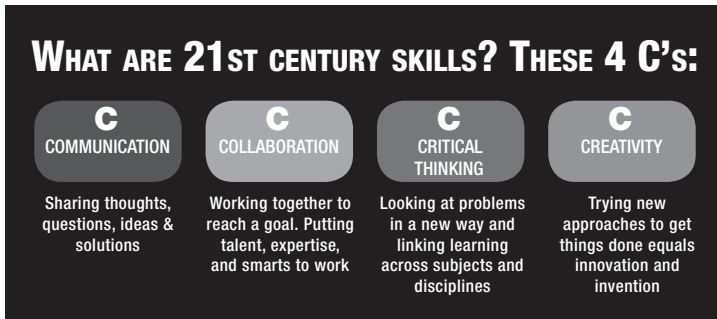 WHAT ARE 21ST CENTURY SKILLS? THESE 4 C'S:
C
COMMUNICATION
Sharing thoughts,
questions, ideas &
solutions
C
COLLABORATION
Working together to
reach a goal. Putting
talent, expertise,
and smarts to work
C
CRITICAL
THINKING
Looking at problems
in a new way and
linking learning
across subjects and
disciplines
C
CREATIVITY
Trying new
approaches to get
things done equals
innovation and
invention